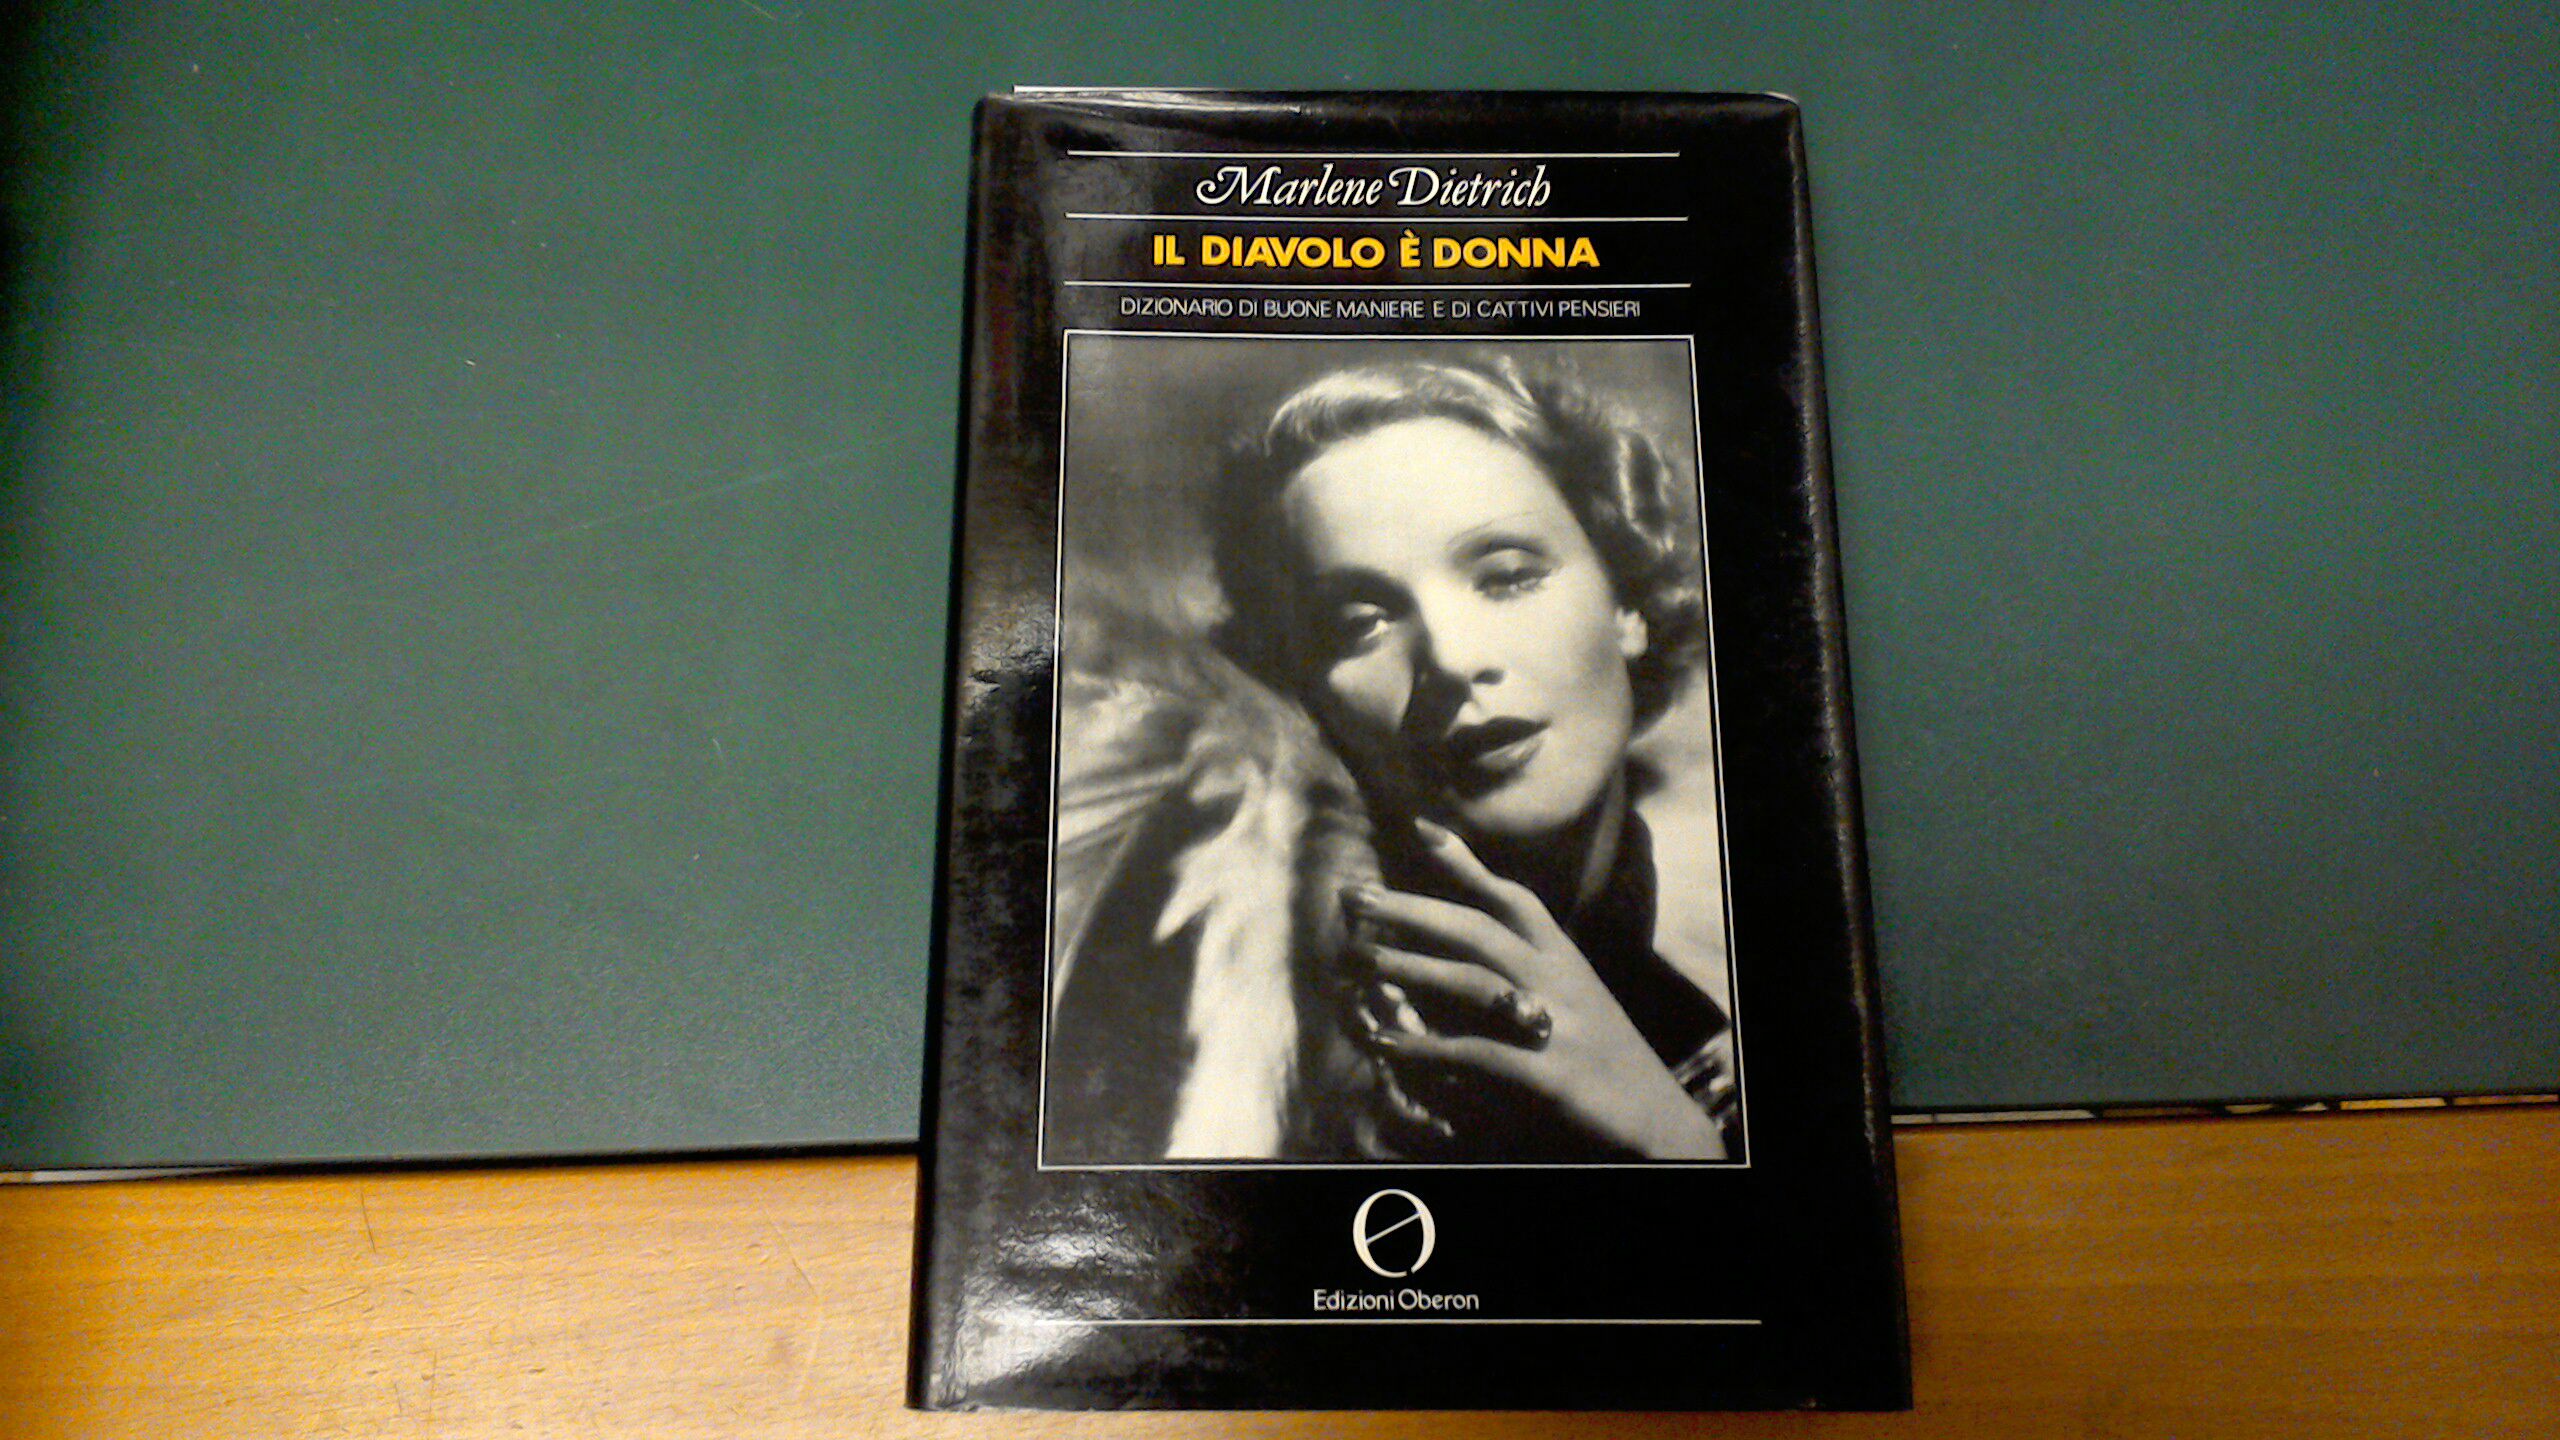 Marlene Dietrich
IL DIAVOLO È DONNA
DIZIONARIO DI BUONE MANIERE E DI CATTIVI PENSIERI
Edizioni Oberon